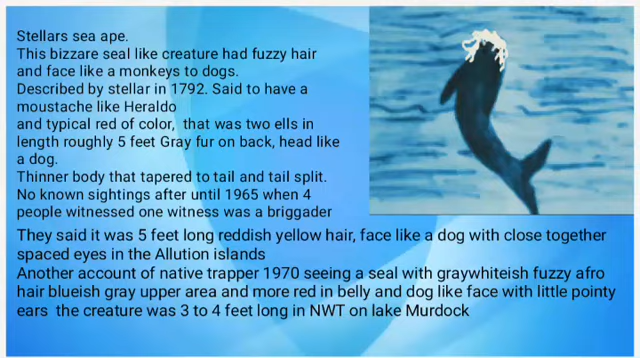 Stellars sea ape.
This bizzare seal like creature had fuzzy hair
and face like a monkeys to dogs.
Described by stellar in 1792. Said to have a
moustache like Heraldo
and typical red of color,  that was two ells in
length roughly 5 feet Gray fur on back, head like
a dog.
Thinner body that tapered to tail and tail split.
No known sightings after until 1965 when 4
people witnessed one witness was a briggader
They said it was 5 feet long reddish yellow hair, face like a dog with close together
spaced eyes in the Allution islands
Another account of native trapper 1970 seeing a seal with graywhiteish fuzzy afro
hair blueish gray upper area and more red in belly and dog like face with little pointy
ears  the creature was 3 to 4 feet long in NWT on lake Murdock